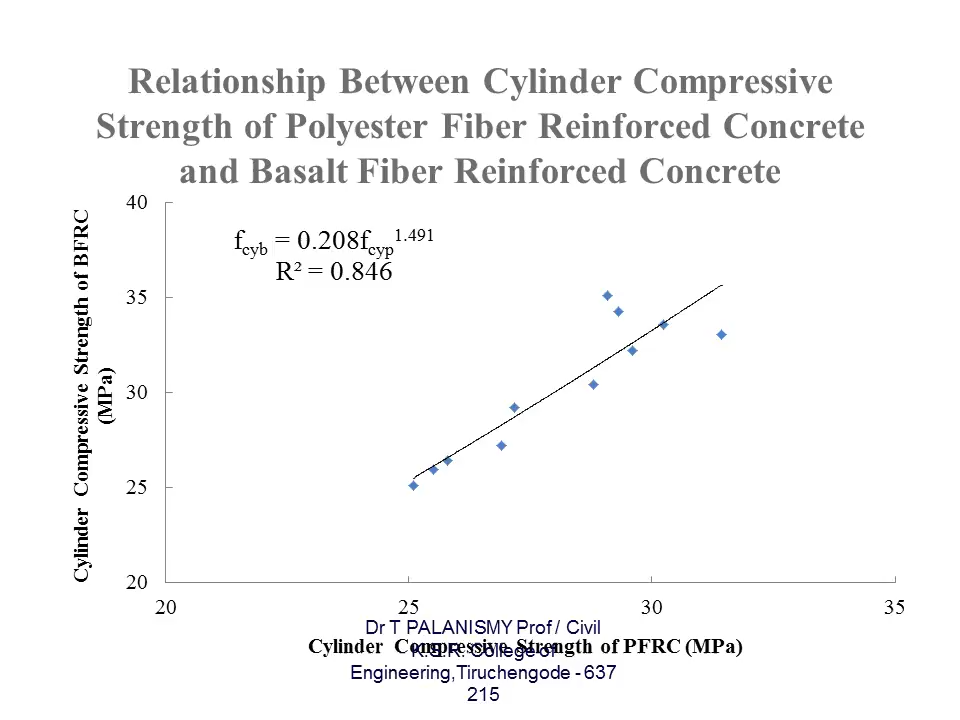 Relationship Between Cylinder Compressive
Strength of Polyester Fiber Reinforced Concrete
and Basalt Fiber Reinforced Concrete
40
fcyb = 0.208fcyp^1.491
R² = 0.846
35
30
25
20
Cylinder Compressive Strength of BFRC
(MPa)
20 25 30 35
Dr T PALANISMY Prof / Civil
Cylinder Compressive Strength of PFRC (MPa)
K.S.R. College of
Engineering,Tiruchengode - 637
215